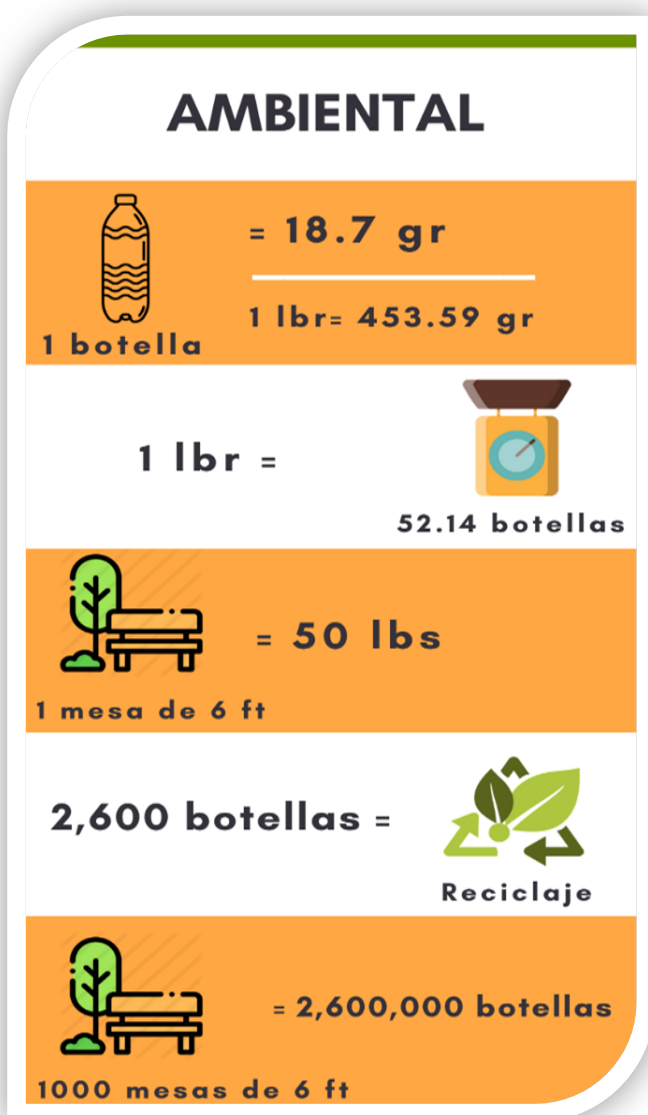 AMBIENTAL
= 18.7 gr
1 lbr= 453.59 gr
1 botella
1 lbr =
52.14 botellas
= 50 lbs
1 mesa de 6 ft
2,600 botellas =
Reciclaje
= 2,600,000 botellas
1000 mesas de 6 ft